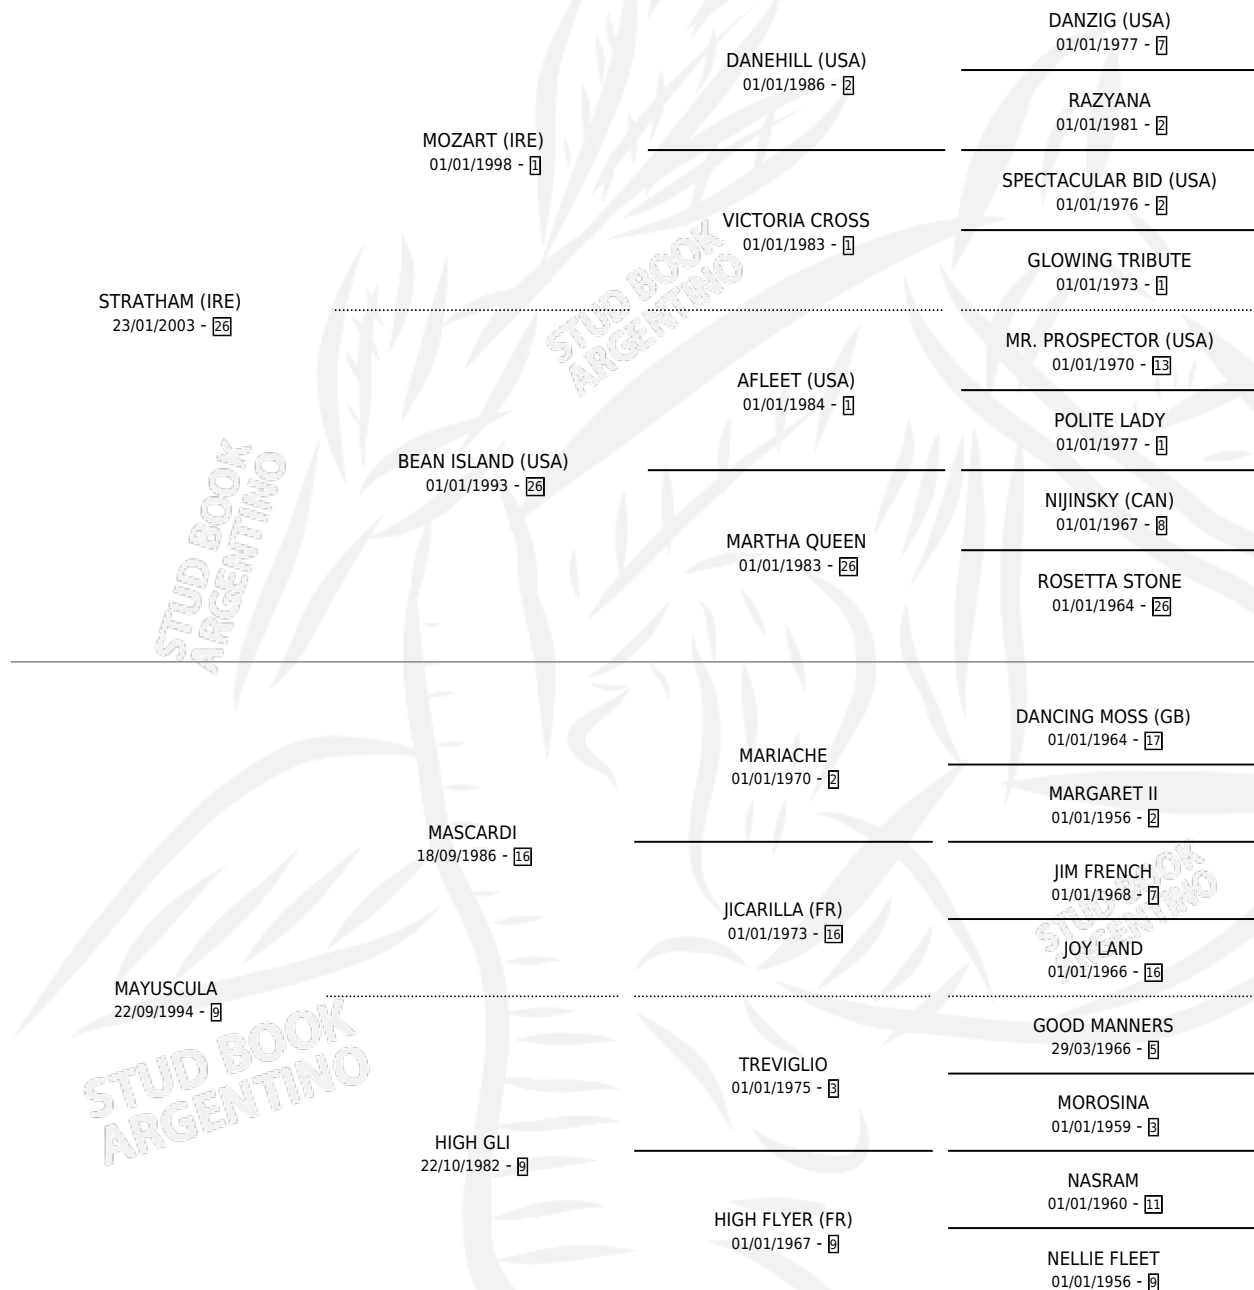 DANZIG (USA)
01/01/1977 - 7
DANEHILL (USA)
01/01/1986 - 2
RAZYANA
01/01/1981 - 2
MOZART (IRE)
01/01/1998 - 1
SPECTACULAR BID (USA)
01/01/1976 - 2
VICTORIA CROSS
01/01/1983 - 1
GLOWING TRIBUTE
01/01/1973 - 1
STRATHAM (IRE)
23/01/2003 - 26
MR. PROSPECTOR (USA)
01/01/1970 - 13
AFLEET (USA)
01/01/1984 - 1
POLITE LADY
01/01/1977 - 1
BEAN ISLAND (USA)
01/01/1993 - 26
NIJINSKY (CAN)
01/01/1967 - 8
MARTHA QUEEN
01/01/1983 - 26
ROSETTA STONE
01/01/1964 - 26
DANCING MOSS (GB)
01/01/1964 - 17
MARIACHE
01/01/1970 - 2
MARGARET II
01/01/1956 - 2
MASCARDI
18/09/1986 - 16
JIM FRENCH
01/01/1968 - 7
JICARILLA (FR)
01/01/1973 - 16
JOY LAND
01/01/1966 - 16
MAYUSCULA
22/09/1994 - 9
GOOD MANNERS
29/03/1966 - 5
TREVIGLIO
01/01/1975 - 3
MOROSINA
01/01/1959 - 3
HIGH GLI
22/10/1982 - 9
NASRAM
01/01/1960 - 11
HIGH FLYER (FR)
01/01/1967 - 9
NELLIE FLEET
01/01/1956 - 9
STUD BOOK
ARGENTINO
STUD BOOK
ARGENTINO
STUD BOOK
ARGENTINO
STUD BOOK
ARGENTINO